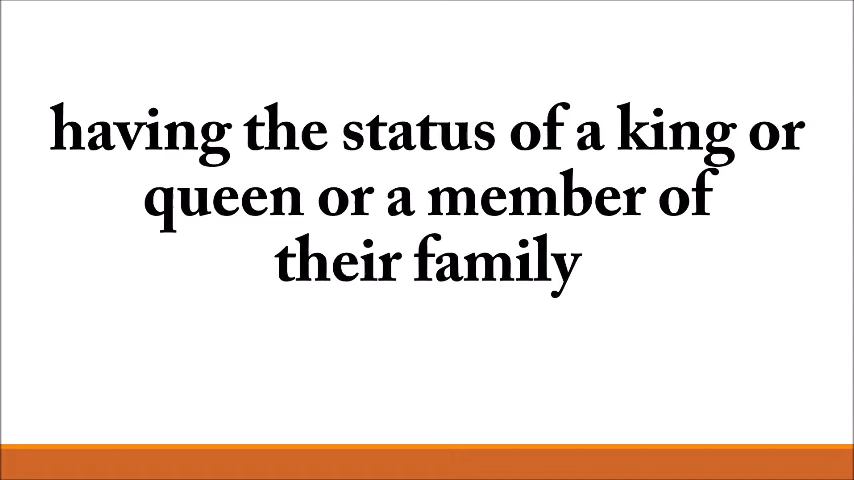 having the status of a king or
queen or a member of
their family